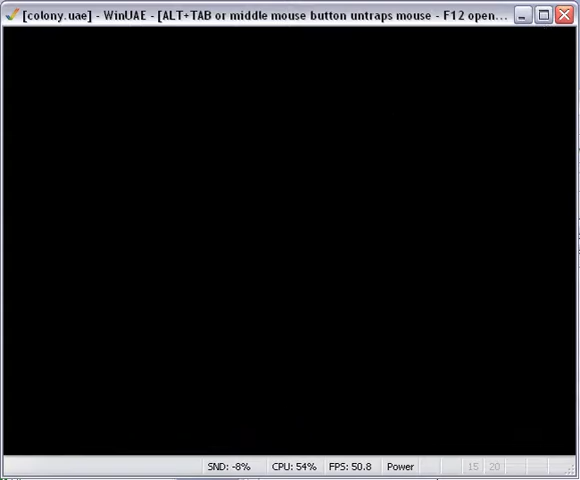 [colony.uae] - WinUAE - [ALT+TAB or middle mouse button untraps mouse - F12 open...
SND: -8% CPU: 54% FPS: 50.8 Power 15 20